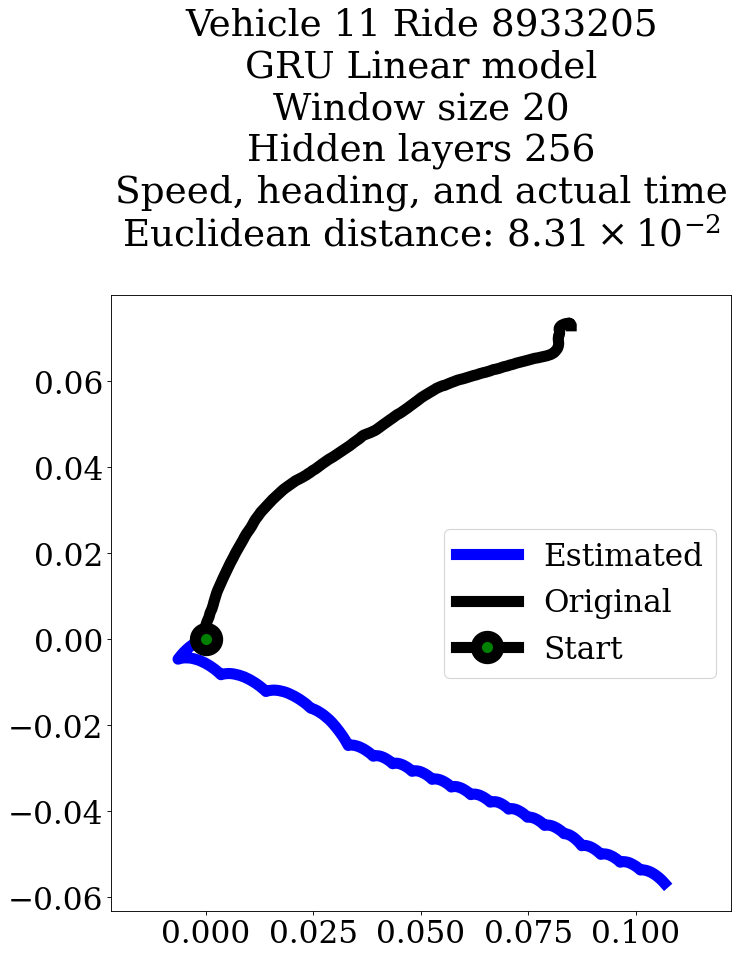 Vehicle 11 Ride 8933205
GRU Linear model
Window size 20
Hidden layers 256
Speed, heading, and actual time
Euclidean distance: 8.31 × 10⁻²
0.06
0.04
0.02
0.00
−0.02
−0.04
−0.06
Estimated
Original
Start
0.000 0.025 0.050 0.075 0.100